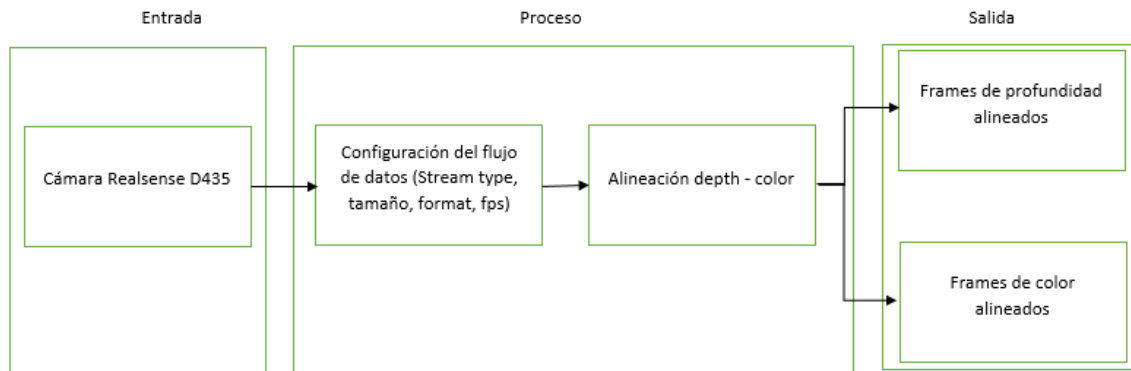 Entrada
Proceso
Salida
Cámara Realsense D435
Configuración del flujo
de datos (Stream type,
tamaño, format, fps)
Alineación depth - color
Frames de profundidad
alineados
Frames de color
alineados